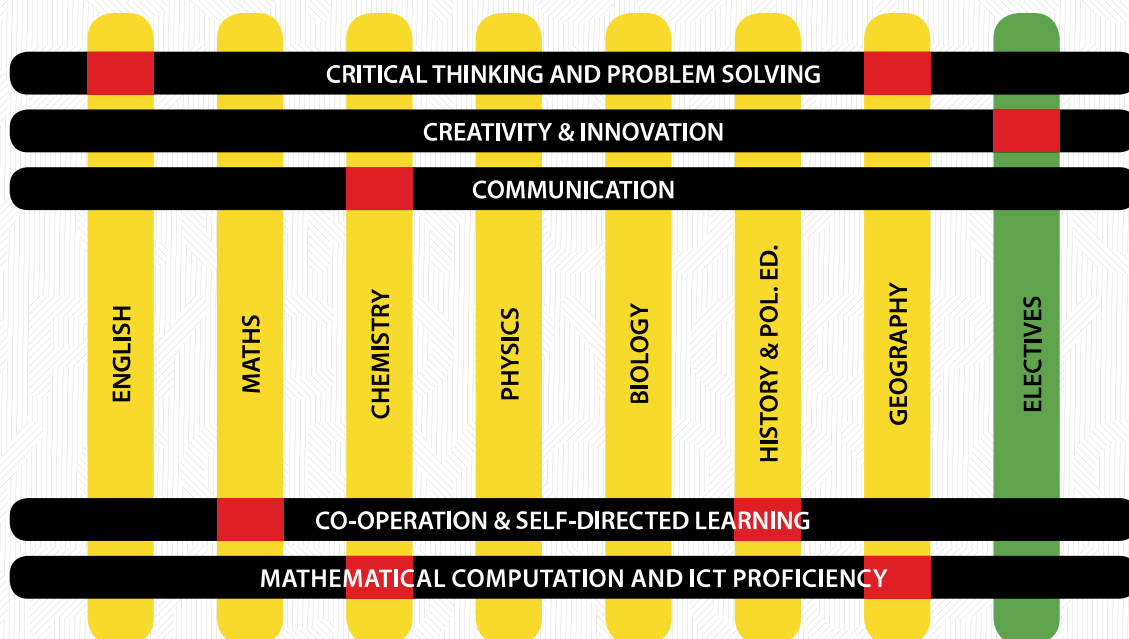 CRITICAL THINKING AND PROBLEM SOLVING
CREATIVITY & INNOVATION
COMMUNICATION
ENGLISH
MATHS
CHEMISTRY
PHYSICS
BIOLOGY
HISTORY & POL. ED.
GEOGRAPHY
ELECTIVES
CO-OPERATION & SELF-DIRECTED LEARNING
MATHEMATICAL COMPUTATION AND ICT PROFICIENCY